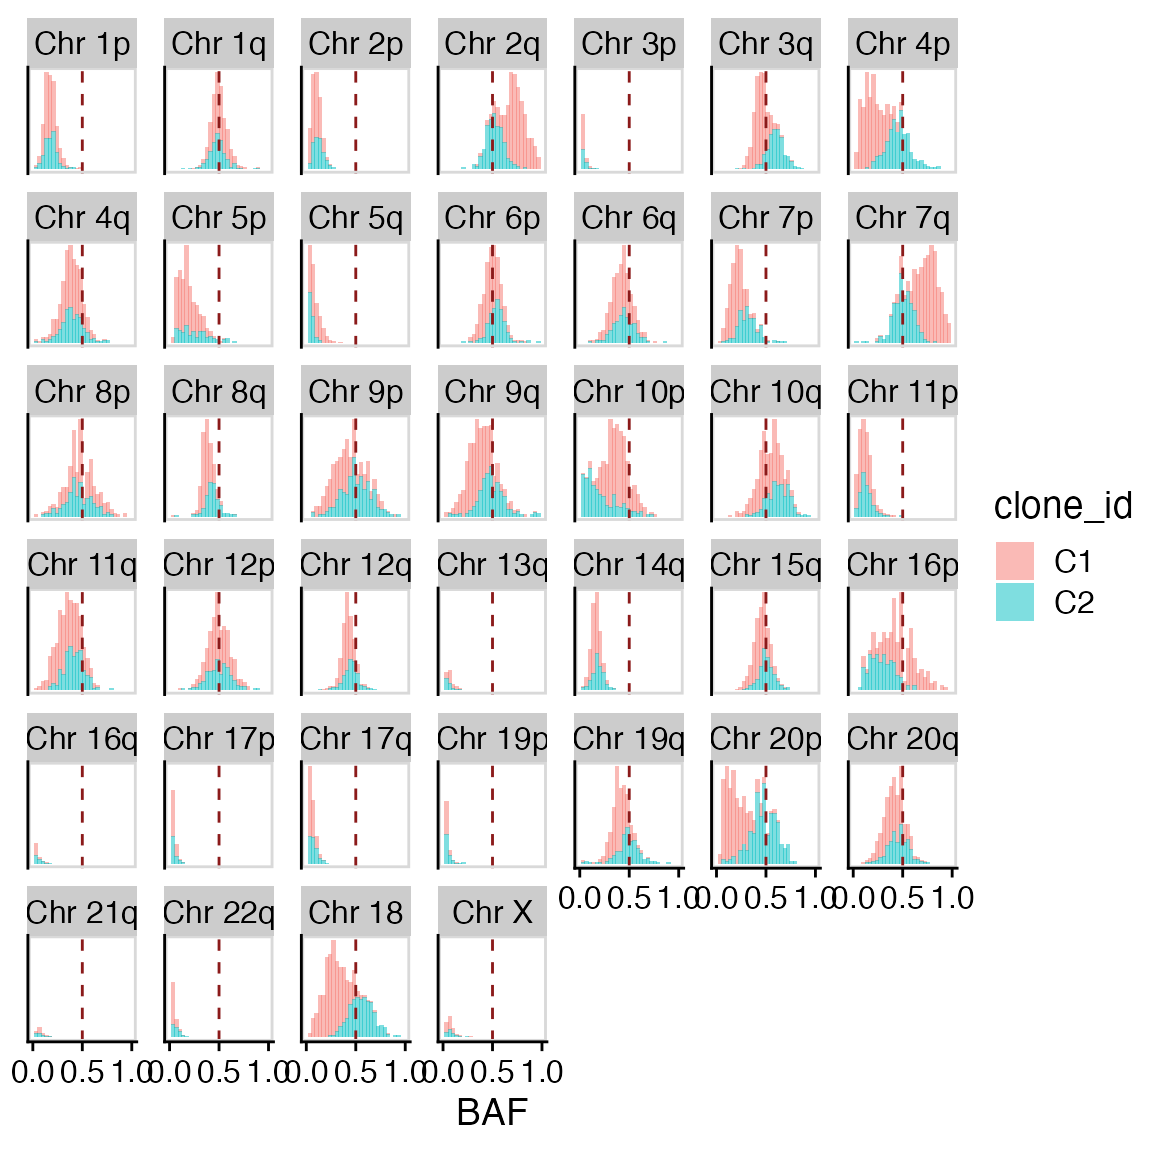 Chr 1p Chr 1q Chr 2p Chr 2q Chr 3p Chr 3q Chr 4p
Chr 4q Chr 5p Chr 5q Chr 6p Chr 6q Chr 7p Chr 7q
Chr 8p Chr 8q Chr 9p Chr 9q Chr 10p Chr 10q Chr 11p
clone_id
C1
C2
Chr 11q Chr 12p Chr 12q Chr 13q Chr 14q Chr 15q Chr 16p
Chr 16q Chr 17p Chr 17q Chr 19p Chr 19q Chr 20p Chr 20q
0.0 0.5 1.0 0.0 0.5 1.0 0.0 0.5 1.0
Chr 21q Chr 22q Chr 18 Chr X
0.0 0.5 1.0 0.0 0.5 1.0 0.0 0.5 1.0 0.0 0.5 1.0
BAF